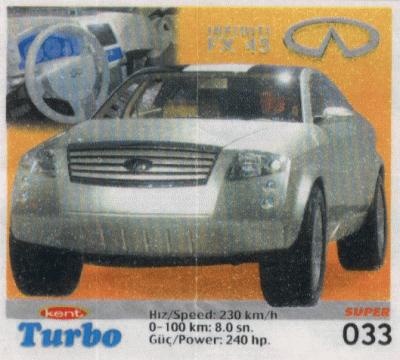 INFINITI
FX 45
kent
Turbo
Hız/Speed: 230 km/h
0-100 km: 8.0 sn.
Güç/Power: 240 hp.
SUPER
033